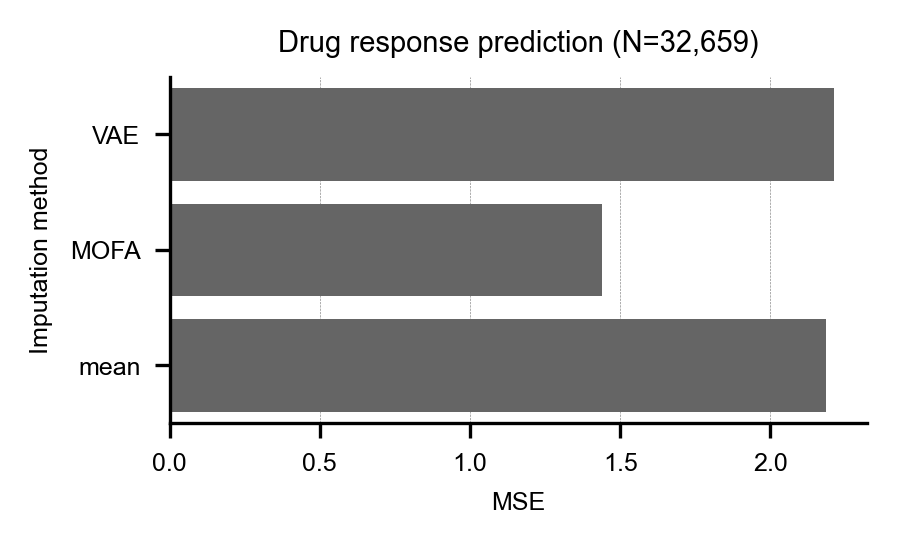 Drug response prediction (N=32,659)
Imputation method
VAE
MOFA
mean
0.0 0.5 1.0 1.5 2.0
MSE